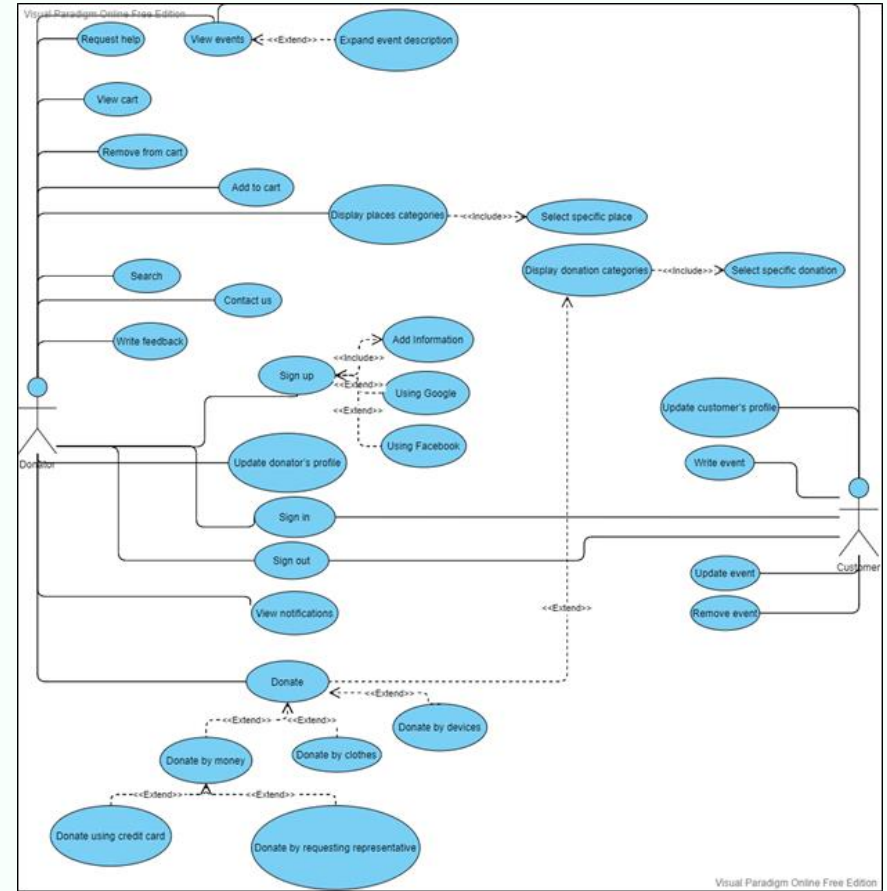 Visual Paradigm Online Free Edition
Request help
View events
<<Extend>>
Expand event description
View cart
Remove from cart
Add to cart
Display places categories
<<Include>>
Select specific place
Display donation categories
<<Include>>
Select specific donation
Search
Contact us
Write feedback
Add Information
<<Include>>
Sign up
<<Extend>>
Using Google
<<Extend>>
Using Facebook
Update customer's profile
Donator
Update donator's profile
Write event
Sign in
Sign out
Customer
Update event
View notifications
<<Extend>>
Remove event
Donate
<<Extend>>
<<Extend>>
<<Extend>>
Donate by devices
Donate by money
Donate by clothes
<<Extend>>
<<Extend>>
Donate using credit card
Donate by requesting representative
Visual Paradigm Online Free Edition